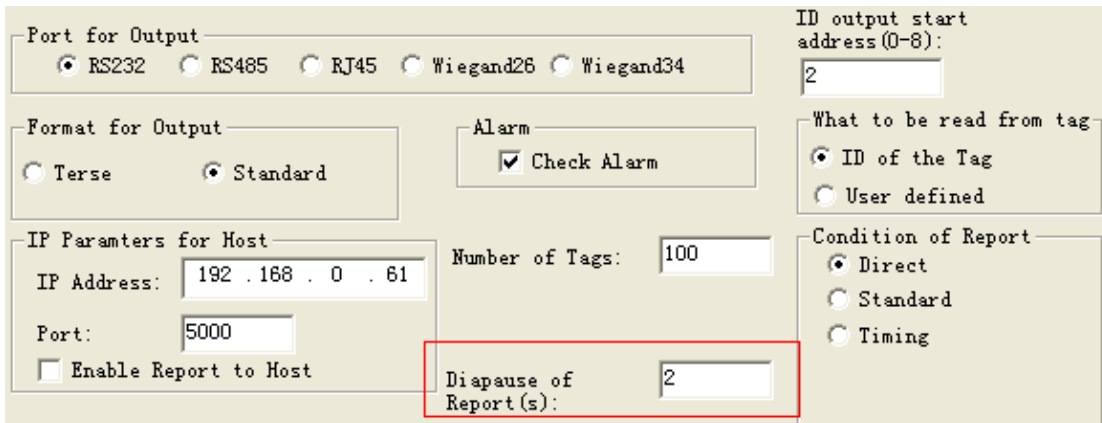 Port for Output
RS232 RS485 RJ45 Wiegand26 Wiegand34
ID output start
address(0-8):
2
Format for Output
Terse Standard
Alarm
Check Alarm
What to be read from tag
ID of the Tag
User defined
IP Paramters for Host
IP Address: 192 .168 . 0 . 61
Port: 5000
Enable Report to Host
Number of Tags: 100
Diapause of
Report(s):
2
Condition of Report
Direct
Standard
Timing